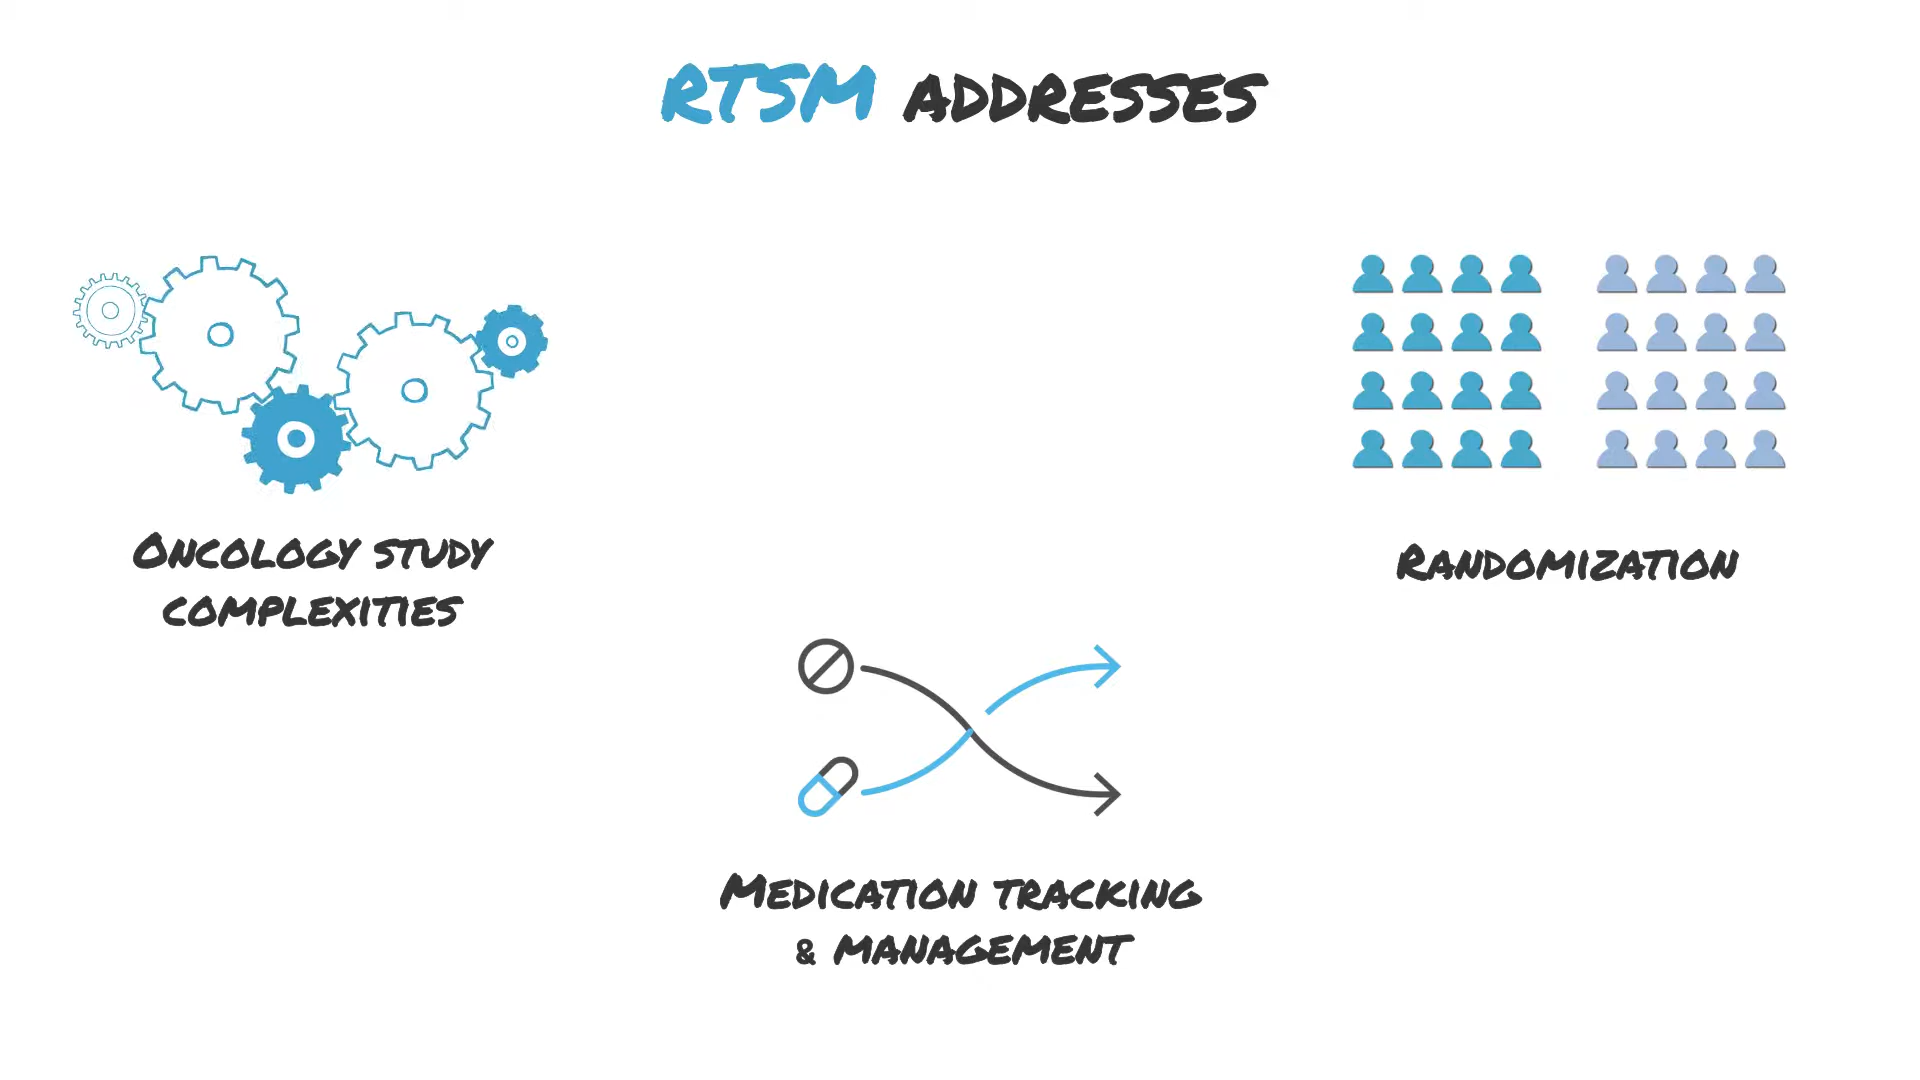 RTSM ADDRESSES
ONCOLOGY STUDY
COMPLEXITIES
RANDOMIZATION
MEDICATION TRACKING
& MANAGEMENT